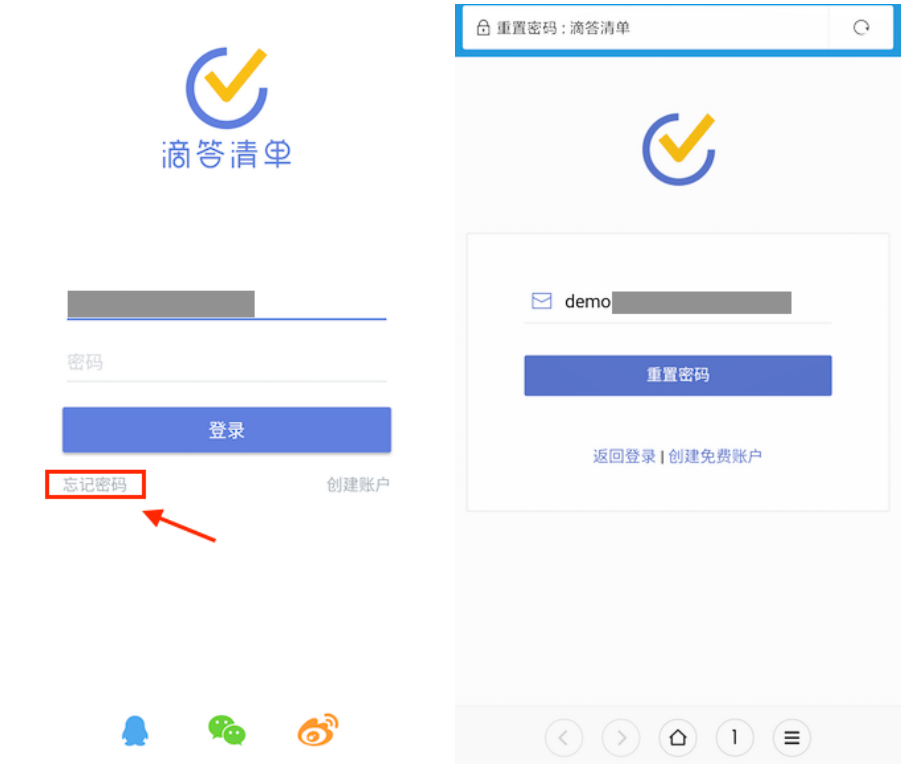 滴答清单
密码
登录
忘记密码
创建账户
重置密码 : 滴答清单
demo
重置密码
返回登录 | 创建免费账户
1